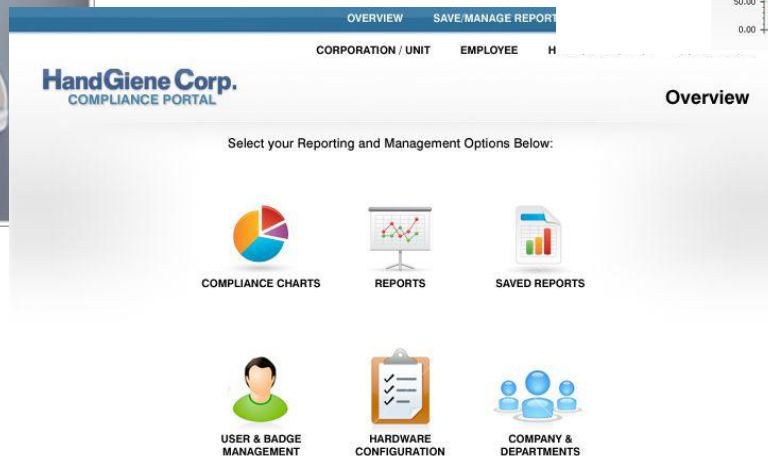 50.00
0.00
OVERVIEW SAVE/MANAGE REPORT
CORPORATION / UNIT EMPLOYEE H
HandGiene Corp.
COMPLIANCE PORTAL
Overview
Select your Reporting and Management Options Below:
COMPLIANCE CHARTS REPORTS SAVED REPORTS
USER & BADGE HARDWARE COMPANY &
MANAGEMENT CONFIGURATION DEPARTMENTS